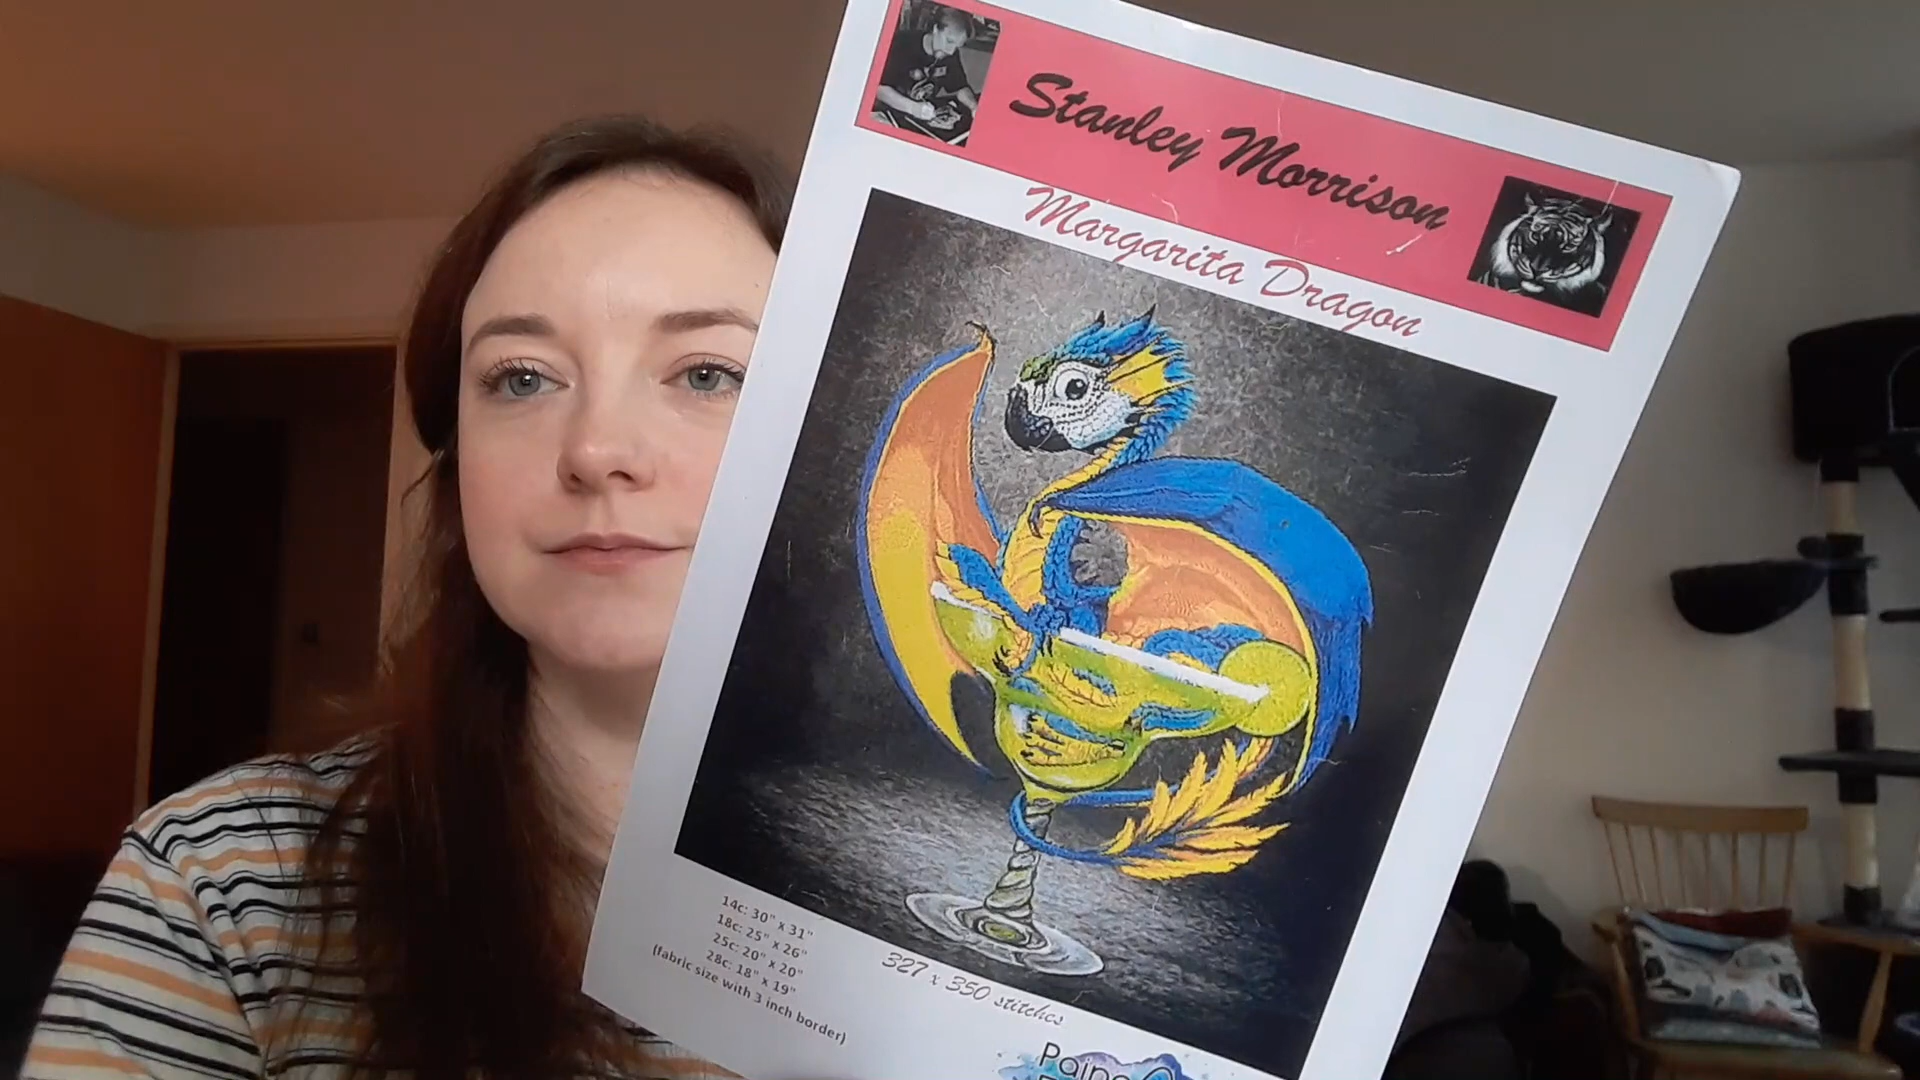 Stanley Morrison
Margarita Dragon
14c: 30" x 31"
18c: 25" x 26"
25c: 20" x 20"
28c: 18" x 19"
(fabric size with 3 inch border)
327 x 350 stitches